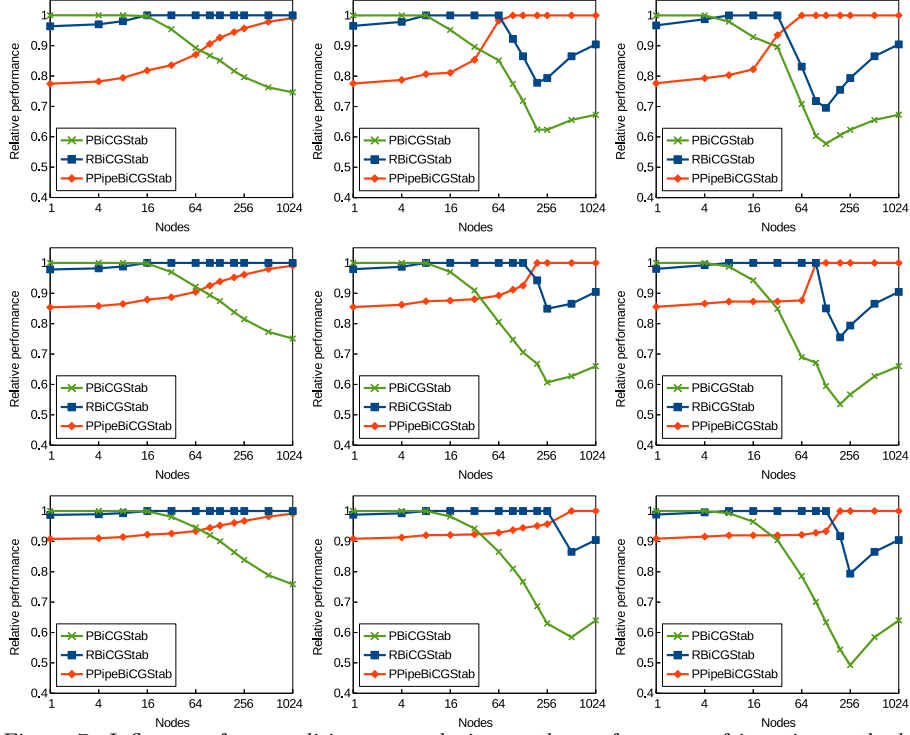 Relative performance
1
0.9
0.8
0.7
0.6
0.5
0.4
PBiCGStab
RBiCGStab
PPipeBiCGStab
1 4 16 64 256 1024
Nodes
Relative performance
1
0.9
0.8
0.7
0.6
0.5
0.4
PBiCGStab
RBiCGStab
PPipeBiCGStab
1 4 16 64 256 1024
Nodes
Relative performance
1
0.9
0.8
0.7
0.6
0.5
0.4
PBiCGStab
RBiCGStab
PPipeBiCGStab
1 4 16 64 256 1024
Nodes
Relative performance
1
0.9
0.8
0.7
0.6
0.5
0.4
PBiCGStab
RBiCGStab
PPipeBiCGStab
1 4 16 64 256 1024
Nodes
Relative performance
1
0.9
0.8
0.7
0.6
0.5
0.4
PBiCGStab
RBiCGStab
PPipeBiCGStab
1 4 16 64 256 1024
Nodes
Relative performance
1
0.9
0.8
0.7
0.6
0.5
0.4
PBiCGStab
RBiCGStab
PPipeBiCGStab
1 4 16 64 256 1024
Nodes
Relative performance
1
0.9
0.8
0.7
0.6
0.5
0.4
PBiCGStab
RBiCGStab
PPipeBiCGStab
1 4 16 64 256 1024
Nodes
Relative performance
1
0.9
0.8
0.7
0.6
0.5
0.4
PBiCGStab
RBiCGStab
PPipeBiCGStab
1 4 16 64 256 1024
Nodes
Relative performance
1
0.9
0.8
0.7
0.6
0.5
0.4
PBiCGStab
RBiCGStab
PPipeBiCGStab
1 4 16 64 256 1024
Nodes